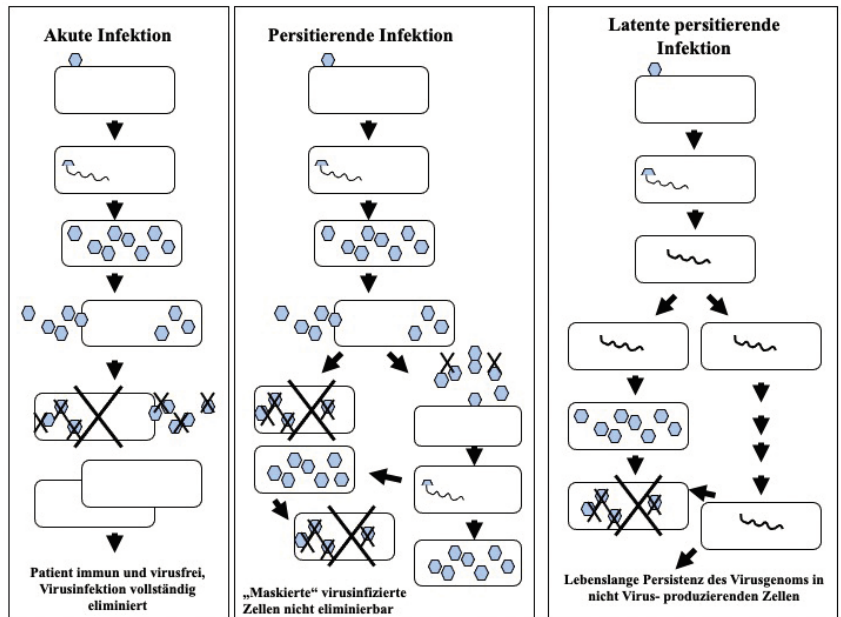 Akute Infektion
Persitierende Infektion
Latente persitierende
Infektion
Patient immun und virusfrei,
Virusinfektion vollständig
eliminiert
„Maskierte“ virusinfizierte
Zellen nicht eliminierbar
Lebenslange Persistenz des Virusgenoms in
nicht Virus- produzierenden Zellen